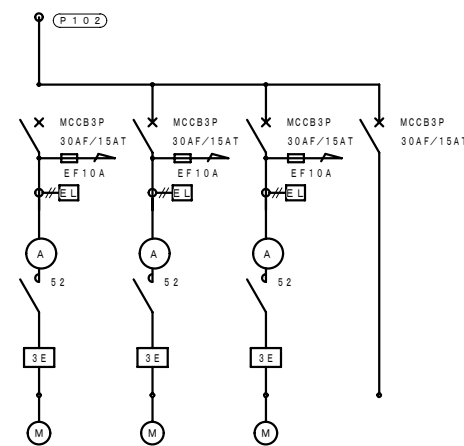 P102
MCCB3P MCCB3P MCCB3P MCCB3P
30AF/15AT 30AF/15AT 30AF/15AT 30AF/15AT
EF10A EF10A EF10A
EL EL EL
A A A
52 52 52
3E 3E 3E
M M M